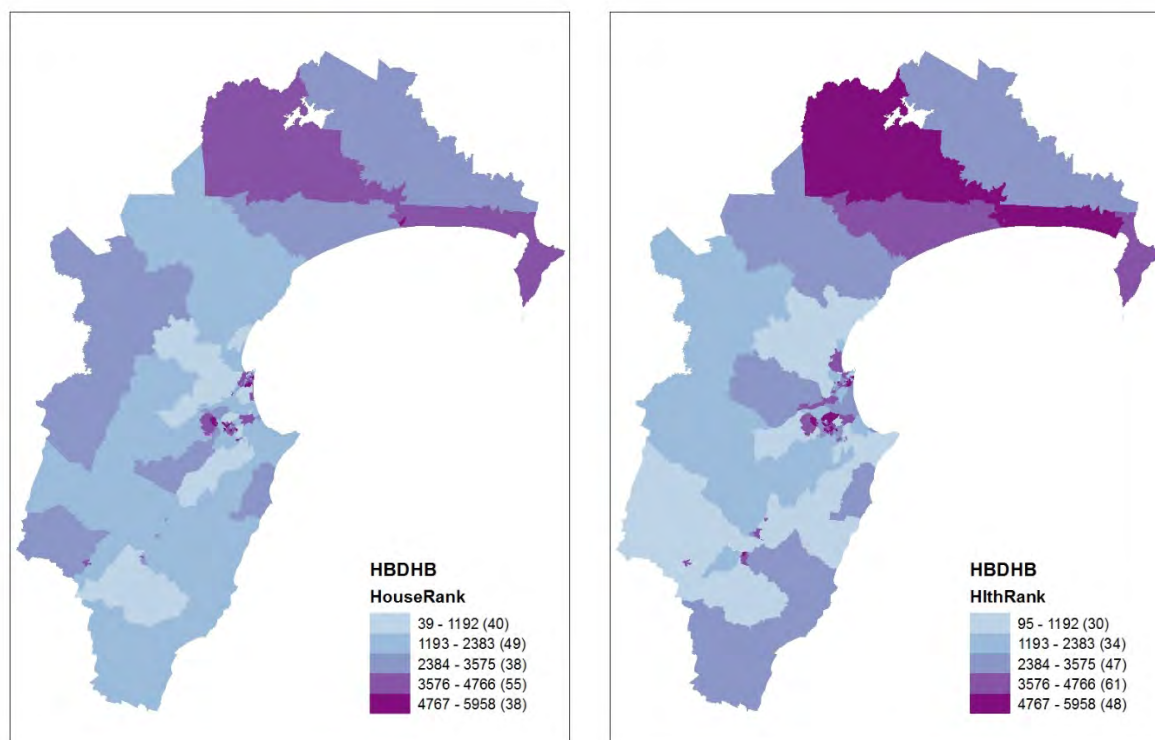 HBDHB
HouseRank
39 - 1192 (40)
1193 - 2383 (49)
2384 - 3575 (38)
3576 - 4766 (55)
4767 - 5958 (38)
HBDHB
HlthRank
95 - 1192 (30)
1193 - 2383 (34)
2384 - 3575 (47)
3576 - 4766 (61)
4767 - 5958 (48)